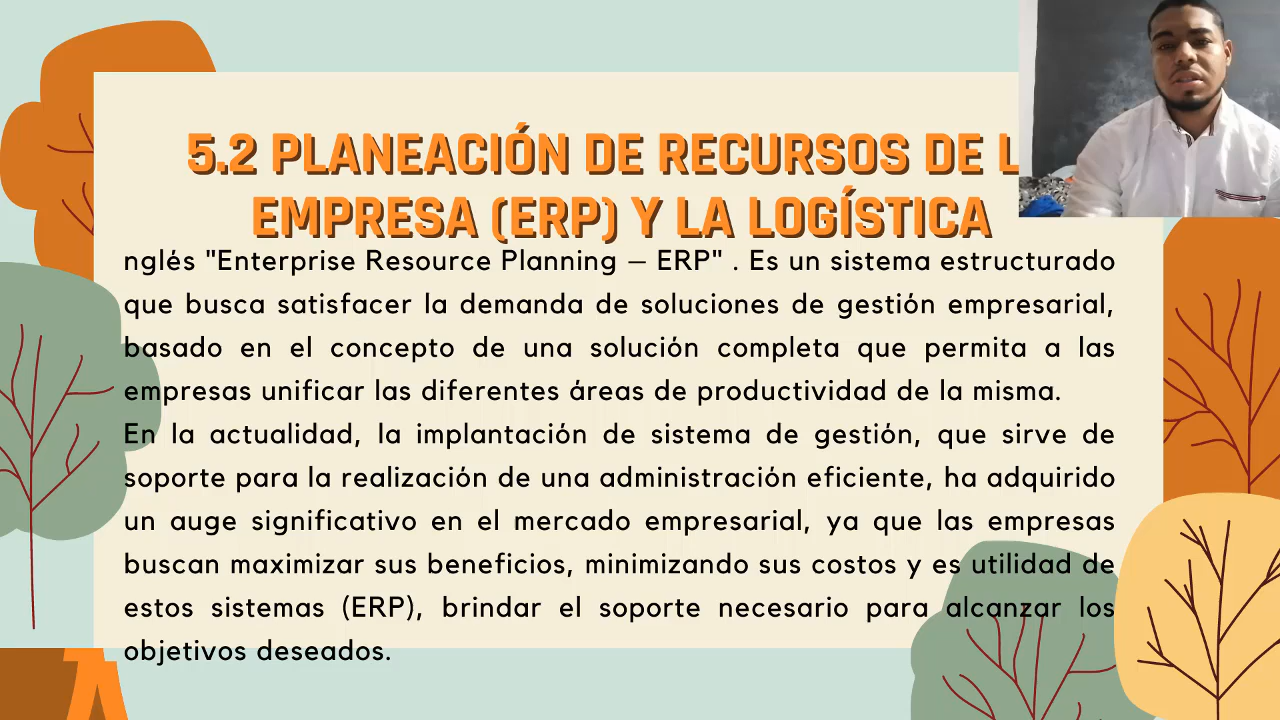 5.2 PLANEACIÓN DE RECURSOS DE L
EMPRESA (ERP) Y LA LOGÍSTICA
nglés "Enterprise Resource Planning – ERP" . Es un sistema estructurado
que busca satisfacer la demanda de soluciones de gestión empresarial,
basado en el concepto de una solución completa que permita a las
empresas unificar las diferentes áreas de productividad de la misma.
En la actualidad, la implantación de sistema de gestión, que sirve de
soporte para la realización de una administración eficiente, ha adquirido
un auge significativo en el mercado empresarial, ya que las empresas
buscan maximizar sus beneficios, minimizando sus costos y es utilidad de
estos sistemas (ERP), brindar el soporte necesario para alcanzar los
objetivos deseados.